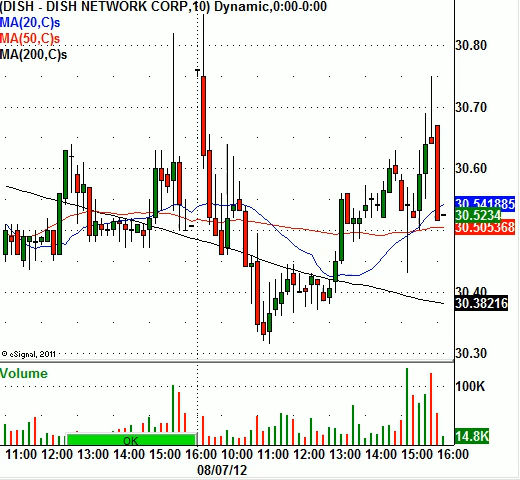 (DISH - DISH NETWORK CORP,10) Dynamic,0:00-0:00
MA(20,C)s
MA(50,C)s
MA(200,C)s
30.80
30.70
30.60
30.541885
30.5234
30.505368
30.40
30.38216
30.30
© eSignal, 2011
Volume
100K
14.8K
OK
11:00 12:00 13:00 14:00 15:00 16:00 10:00 11:00 12:00 13:00 14:00 15:00 16:00
08/07/12